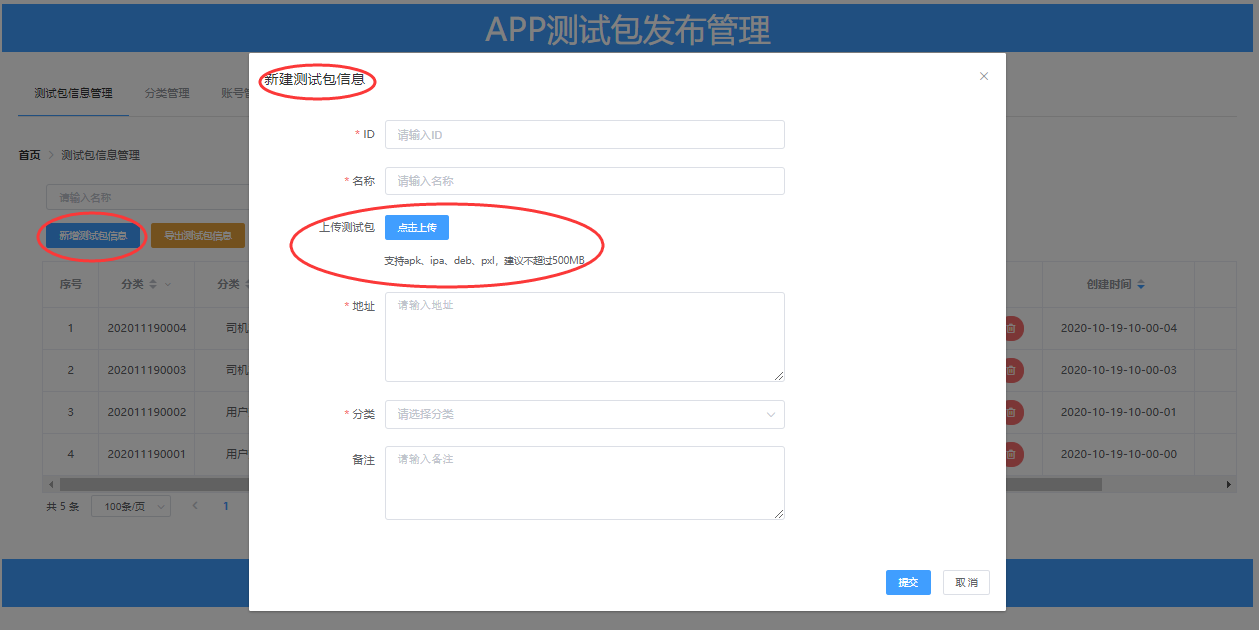 APP测试包发布管理
测试包信息管理 分类管理 账号
首页 > 测试包信息管理
请输入名称
新增测试包信息 导出测试包信息
序号 分类 分类 创建时间
1 202011190004 司机 2020-10-19-10-00-04
2 202011190003 司机 2020-10-19-10-00-03
3 202011190002 用户 2020-10-19-10-00-01
4 202011190001 用户 2020-10-19-10-00-00
共 5 条 100条/页 < 1
新建测试包信息
* ID 请输入ID
* 名称 请输入名称
上传测试包 点击上传
支持apk、ipa、deb、pxl，建议不超过500MB
* 地址 请输入地址
* 分类 请选择分类
备注 请输入备注
提交 取消